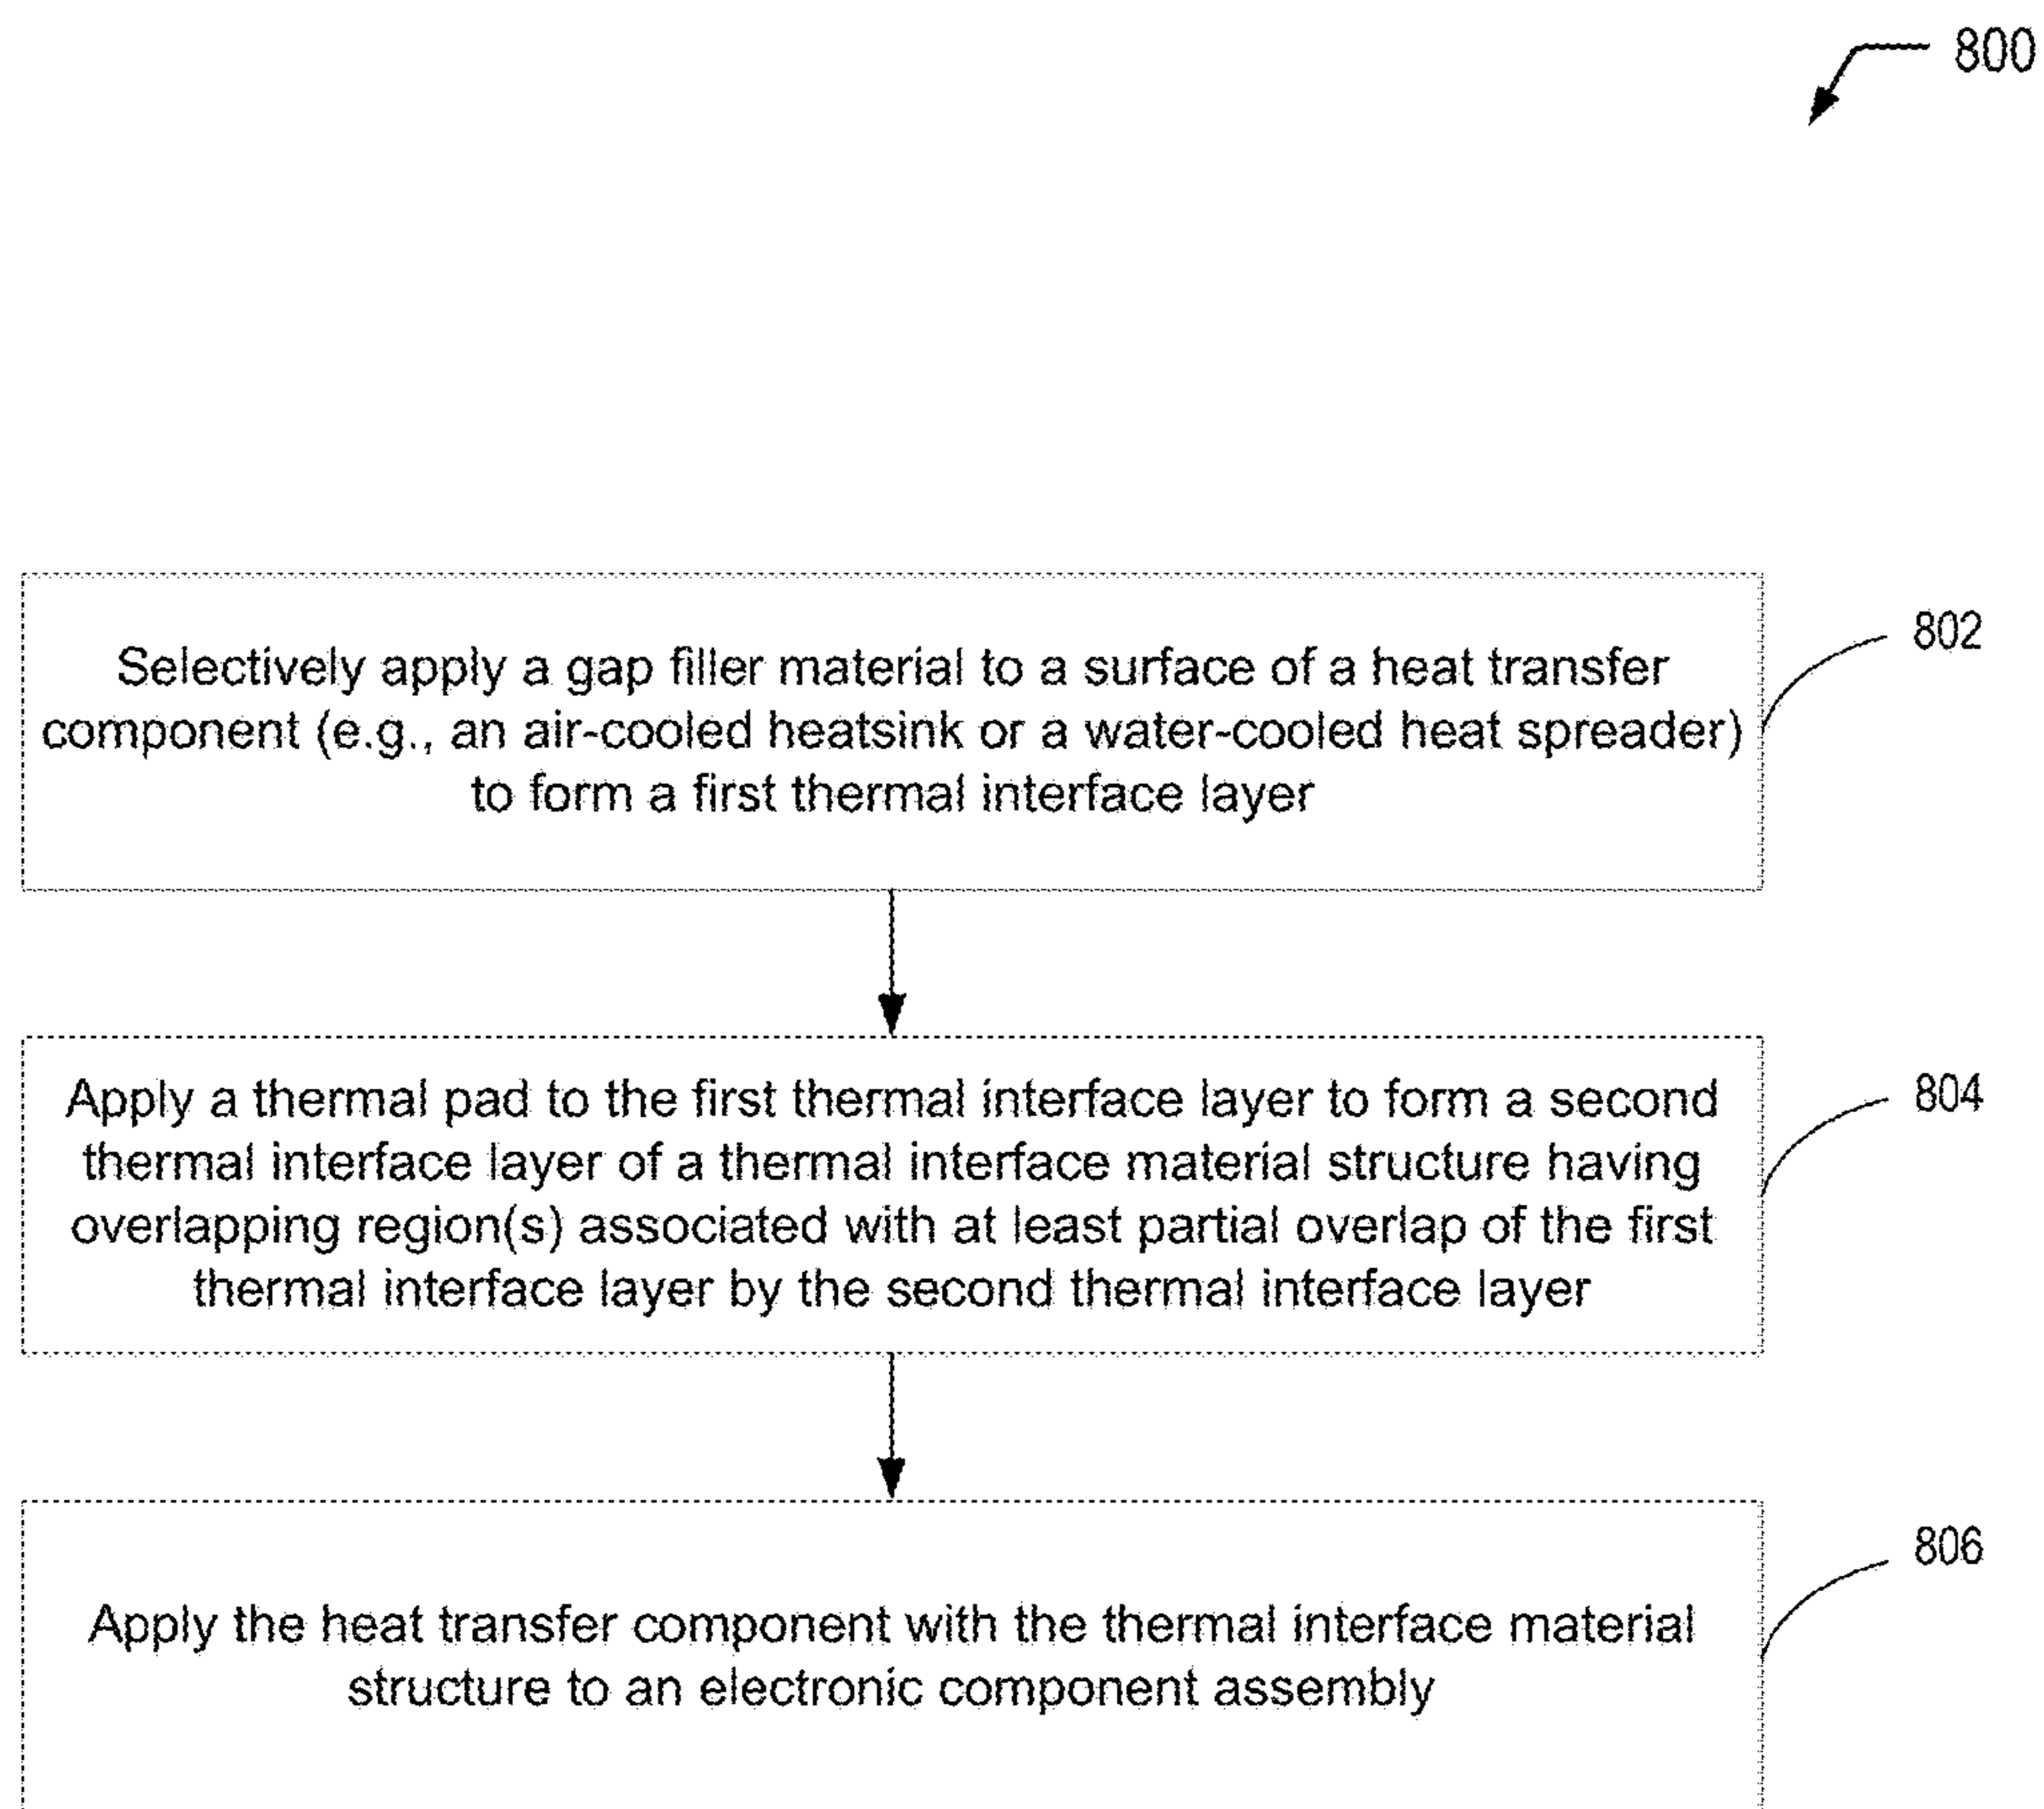 800
Selectively apply a gap filler material to a surface of a heat transfer
component (e.g., an air-cooled heatsink or a water-cooled heat spreader)
to form a first thermal interface layer
802
Apply a thermal pad to the first thermal interface layer to form a second
thermal interface layer of a thermal interface material structure having
overlapping region(s) associated with at least partial overlap of the first
thermal interface layer by the second thermal interface layer
804
Apply the heat transfer component with the thermal interface material
structure to an electronic component assembly
806